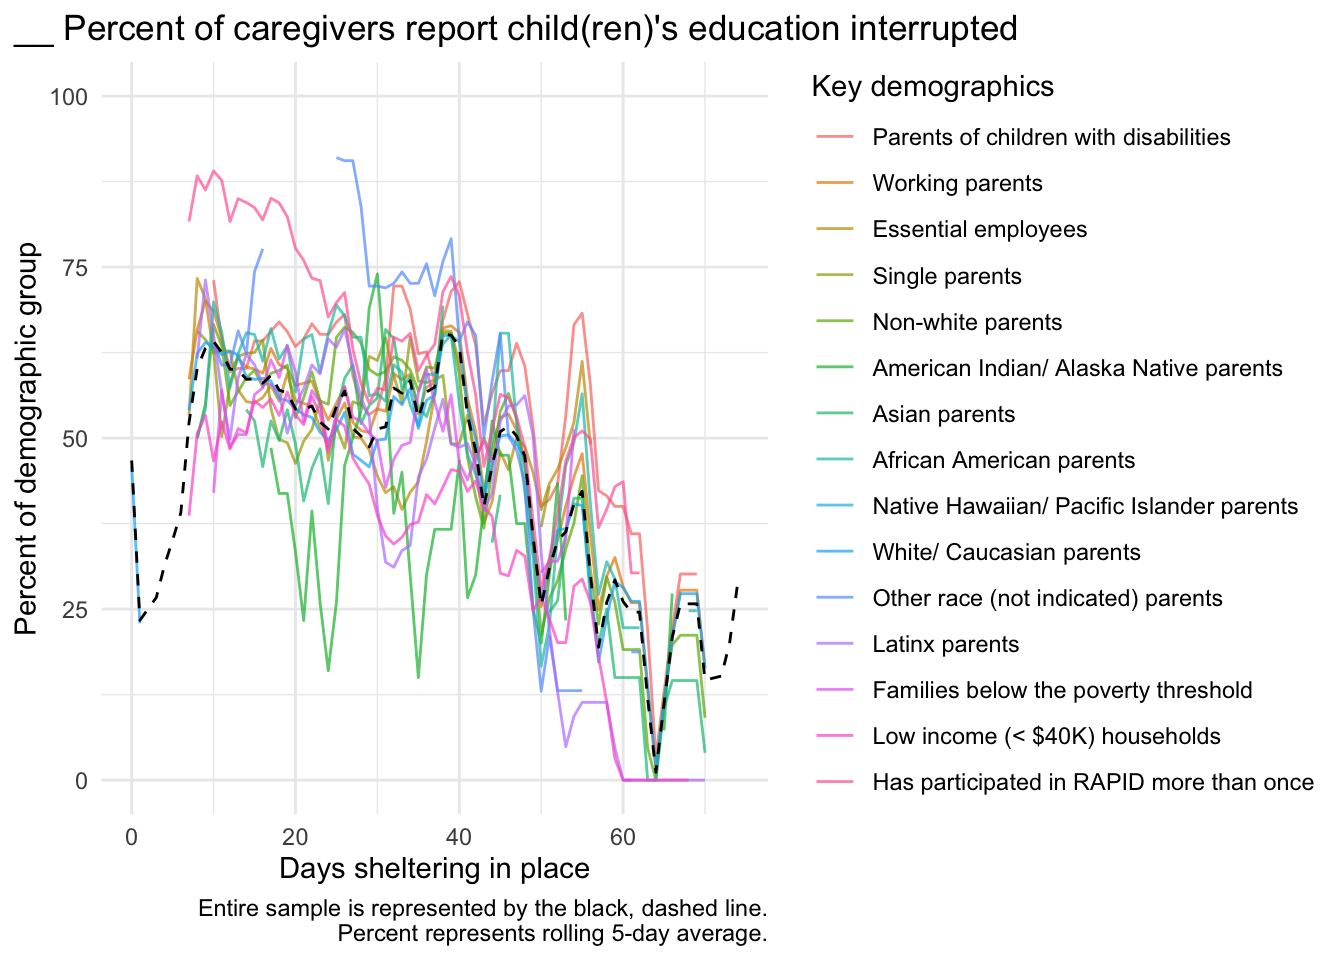 __ Percent of caregivers report child(ren)'s education interrupted
Percent of demographic group
100
75
50
25
0
0 20 40 60
Days sheltering in place
Entire sample is represented by the black, dashed line.
Percent represents rolling 5-day average.
Key demographics
Parents of children with disabilities
Working parents
Essential employees
Single parents
Non-white parents
American Indian/ Alaska Native parents
Asian parents
African American parents
Native Hawaiian/ Pacific Islander parents
White/ Caucasian parents
Other race (not indicated) parents
Latinx parents
Families below the poverty threshold
Low income (< $40K) households
Has participated in RAPID more than once